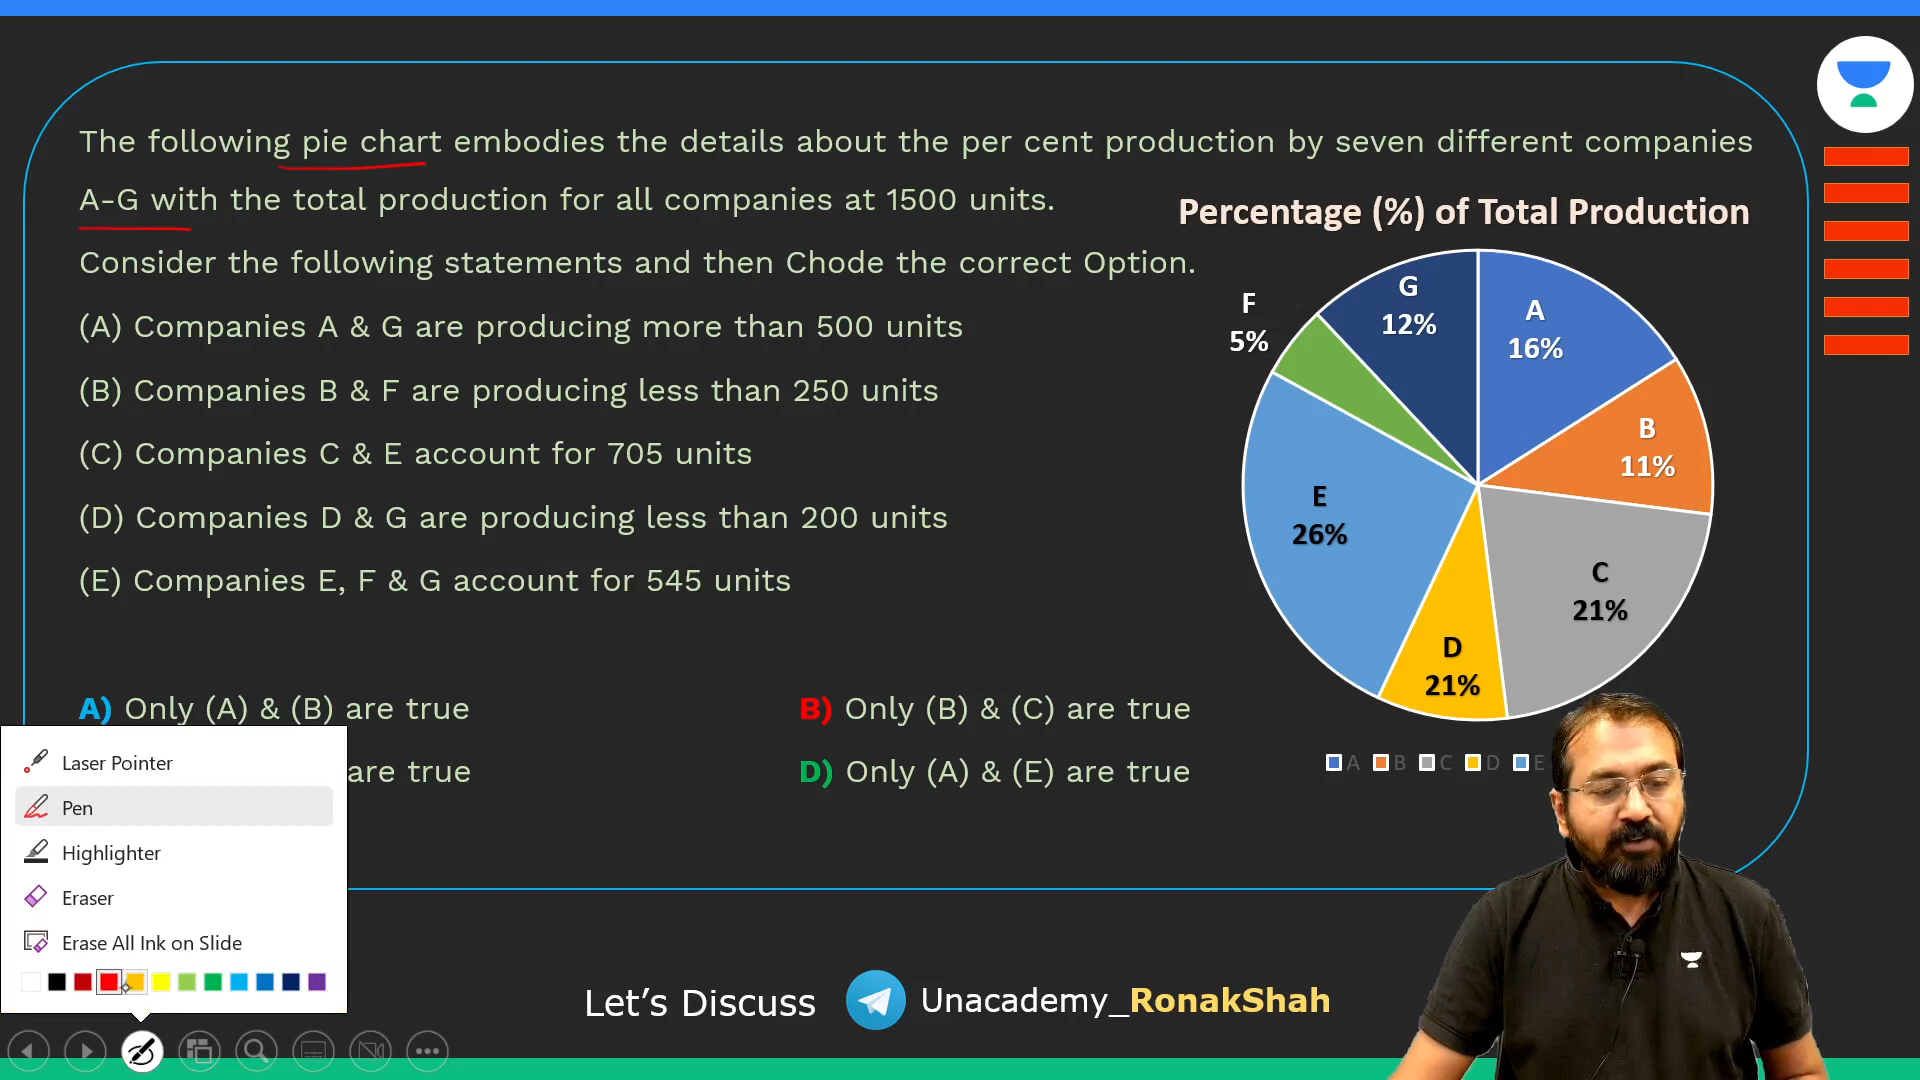 The following pie chart embodies the details about the per cent production by seven different companies
A-G with the total production for all companies at 1500 units.
Percentage (%) of Total Production
Consider the following statements and then Chode the correct Option.
(A) Companies A & G are producing more than 500 units
(B) Companies B & F are producing less than 250 units
(C) Companies C & E account for 705 units
(D) Companies D & G are producing less than 200 units
(E) Companies E, F & G account for 545 units
G
12%
A
16%
F
5%
B
11%
E
26%
C
21%
D
21%
A B C D E
A) Only (A) & (B) are true
B) Only (B) & (C) are true
are true
D) Only (A) & (E) are true
Laser Pointer
Pen
Highlighter
Eraser
Erase All Ink on Slide
Let's Discuss
Unacademy_RonakShah